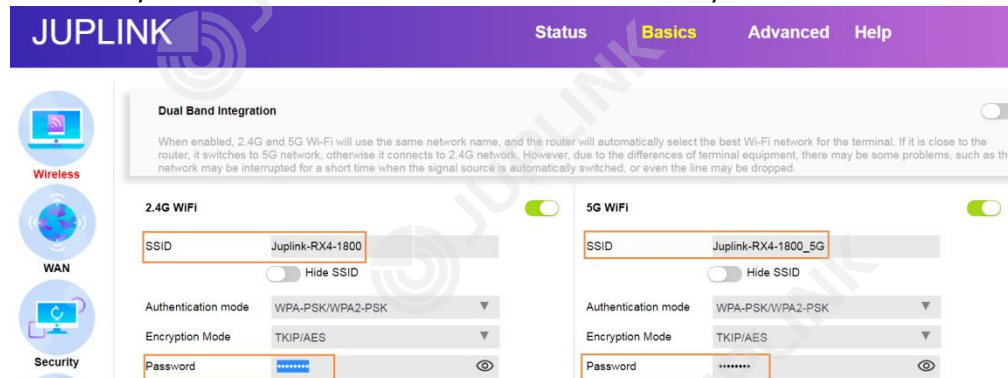 JUPLINK
Status Basics Advanced Help
Dual Band Integration
When enabled, 2.4G and 5G Wi-Fi will use the same network name, and the router will automatically select the best Wi-Fi network for the terminal. If it is close to the
router, it switches to 5G network, otherwise it connects to 2.4G network. However, due to the differences of terminal equipment, there may be some problems, such as th
network may be interrupted for a short time when the signal source is automatically switched, or even the line may be dropped.
Wireless
2.4G WiFi
SSID Juplink-RX4-1800
Hide SSID
Authentication mode WPA-PSK/WPA2-PSK
Encryption Mode TKIP/AES
Password ••••••••
5G WiFi
SSID Juplink-RX4-1800_5G
Hide SSID
Authentication mode WPA-PSK/WPA2-PSK
Encryption Mode TKIP/AES
Password ••••••••
WAN
Security
JUPLINK
JUPLINK
JUPLINK